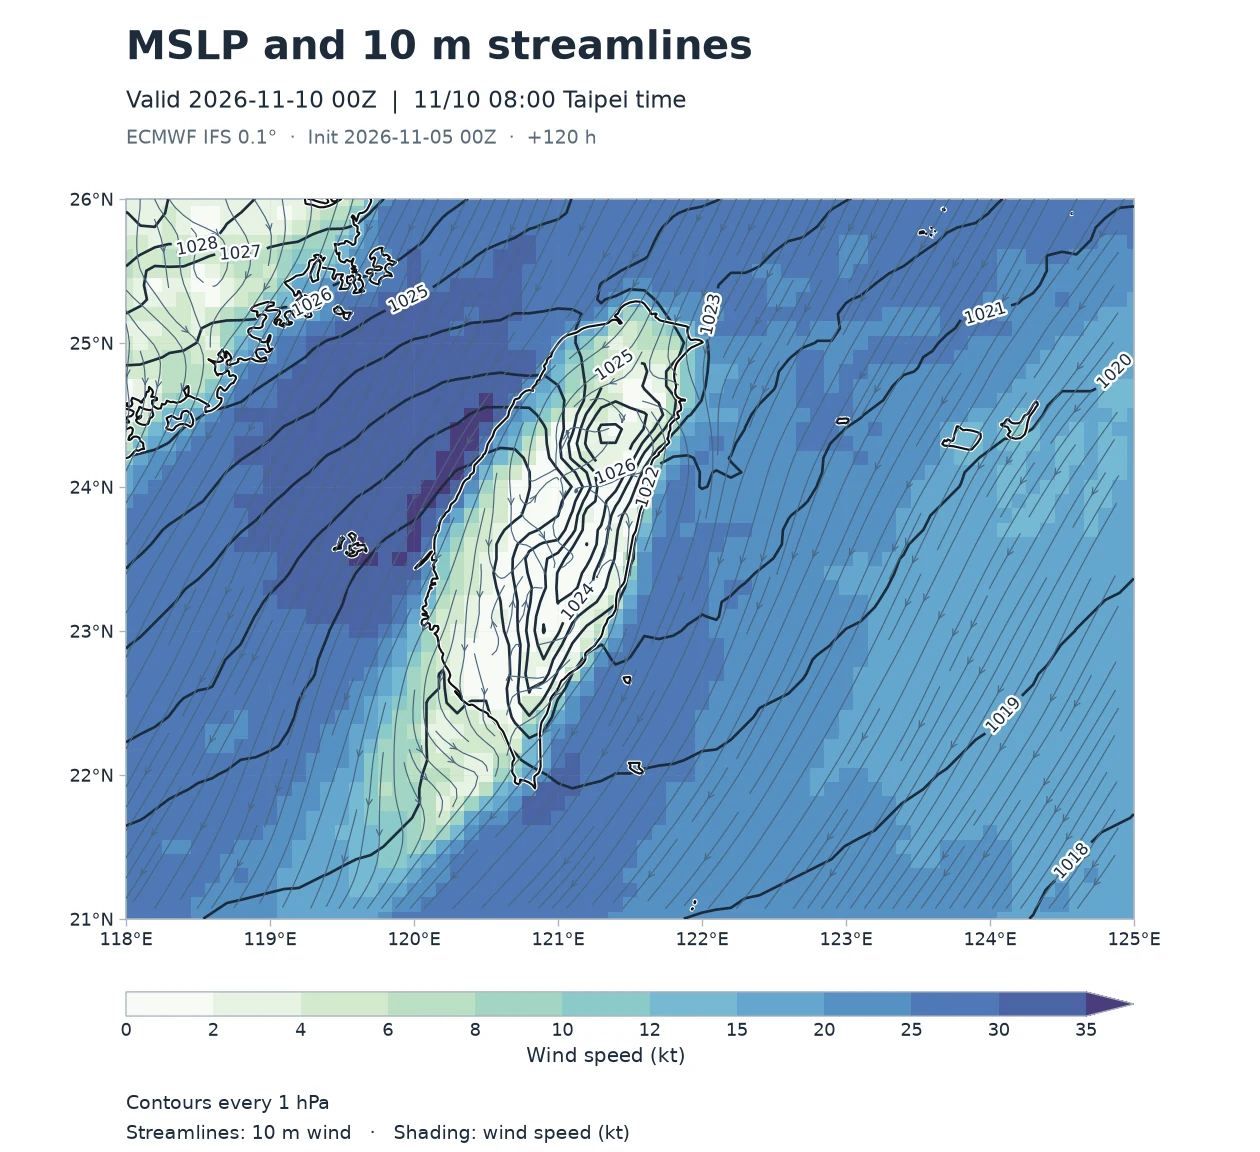 MSLP and 10 m streamlines
Valid 2026-11-10 00Z | 11/10 08:00 Taipei time
ECMWF IFS 0.1° · Init 2026-11-05 00Z · +120 h
26°N
25°N
24°N
23°N
22°N
21°N
1028
1027
1026
1025
1023
1021
1020
1025
1026
1022
1024
1019
1018
118°E 119°E 120°E 121°E 122°E 123°E 124°E 125°E
0 2 4 6 8 10 12 15 20 25 30 35
Wind speed (kt)
Contours every 1 hPa
Streamlines: 10 m wind · Shading: wind speed (kt)